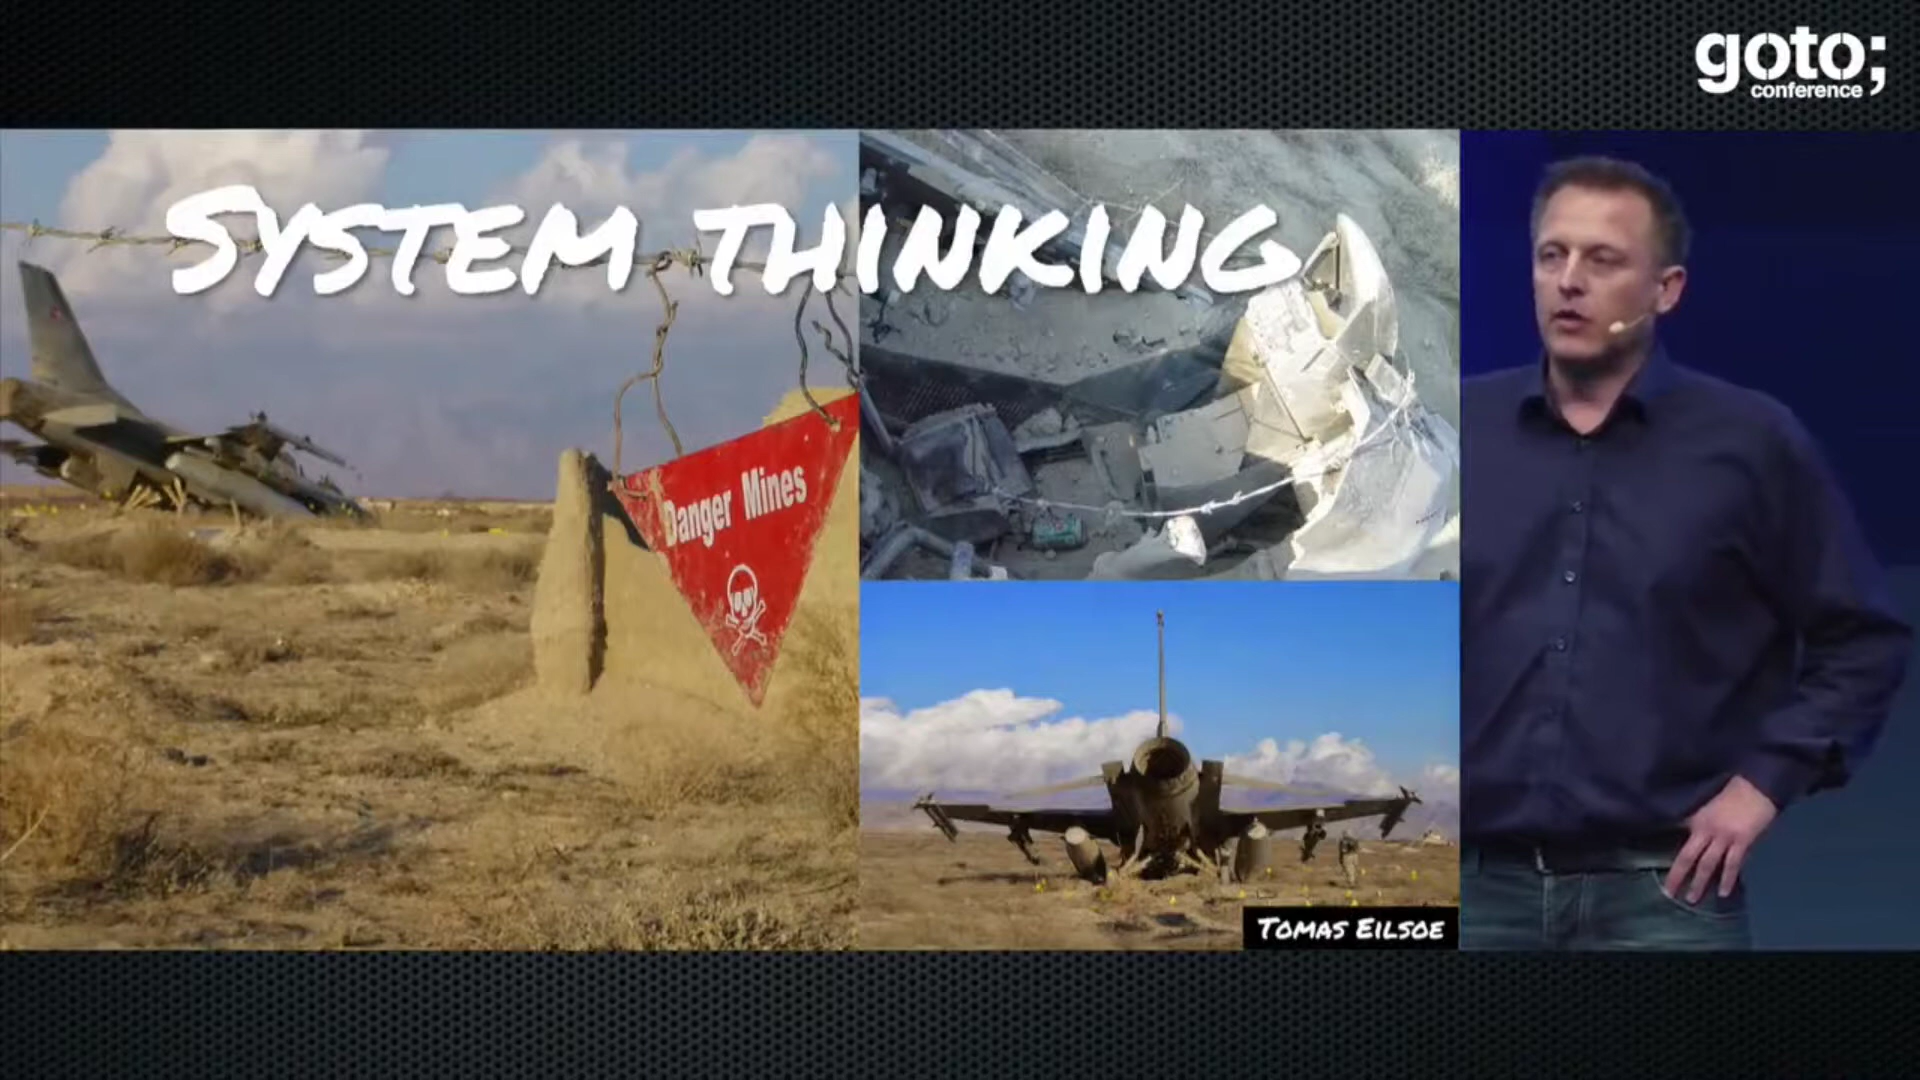 goto;
conference
SYSTEM THINKING
Danger Mines
TOMAS EILSOE